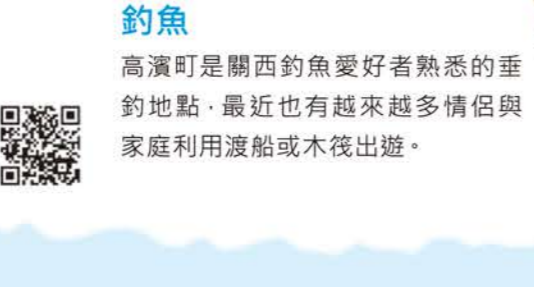 釣魚
高濱町是關西釣魚愛好者熟悉的垂
釣地點，最近也有越來越多情侶與
家庭利用渡船或木筏出遊。